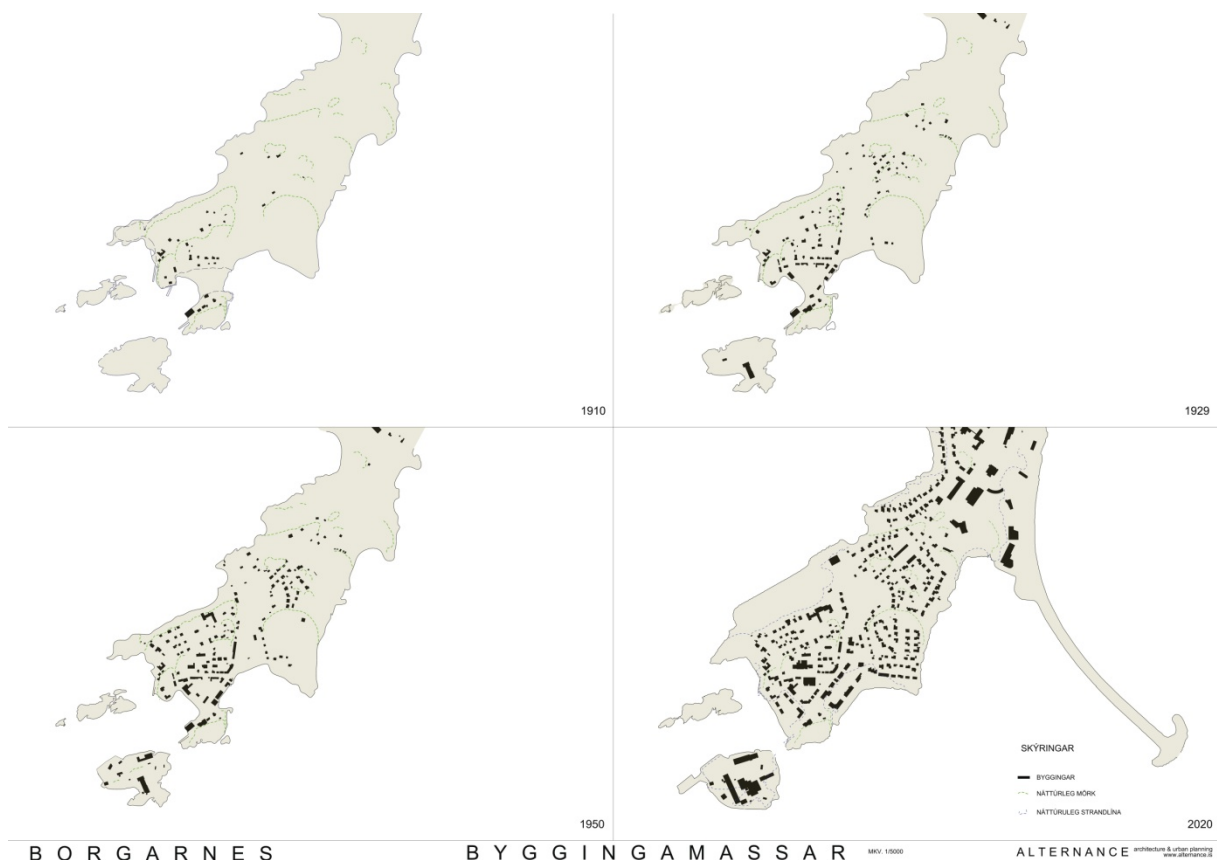 1910
1929
1950
SKÝRINGAR
BYGGINGAR
NÁTTÚRLEG MÖRK
NÁTTÚRULEG STRANDLÍNA
2020
BORGARNES
BYGGINGAMASSAR
MKV. 1/5000
ALTERNANCE
architecture & urban planning
www.alternance.is